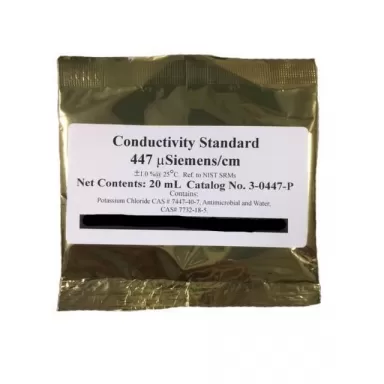 Conductivity Standard
447 µSiemens/cm
±1.0 %@ 25°C Ref. to NIST SRMs
Net Contents: 20 mL Catalog No. 3-0447-P
Contains:
Potassium Chloride CAS # 7447-40-7, Antimicrobial and Water,
CAS# 7732-18-5